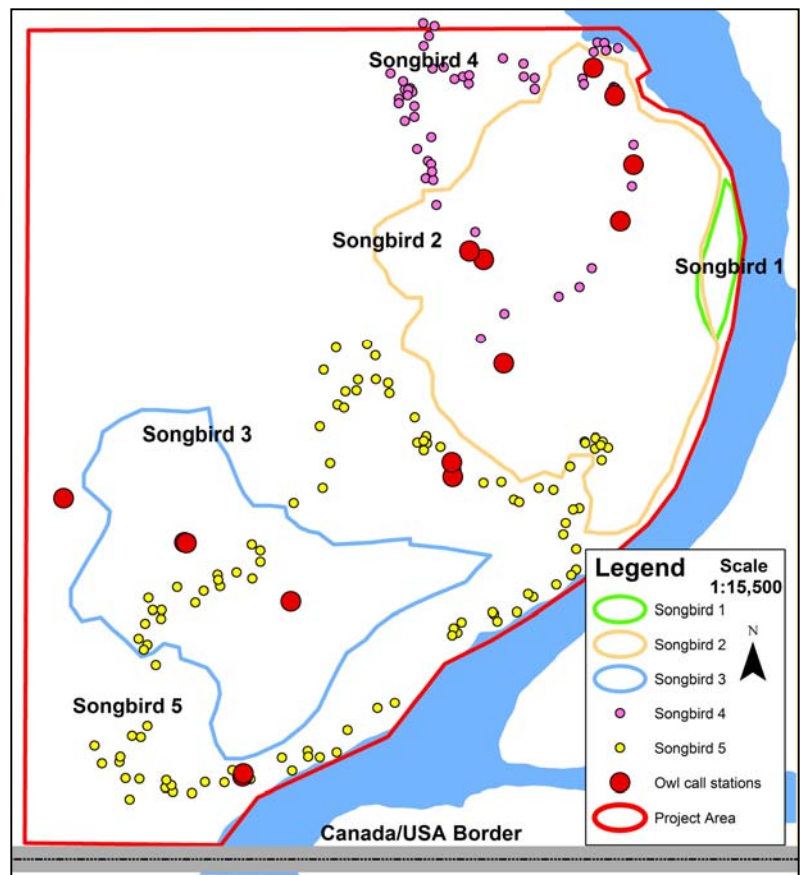 Songbird 4
Songbird 2
Songbird 1
Songbird 3
Songbird 5
Canada/USA Border
Legend
Scale
1:15,500
N
Songbird 1
Songbird 2
Songbird 3
Songbird 4
Songbird 5
Owl call stations
Project Area